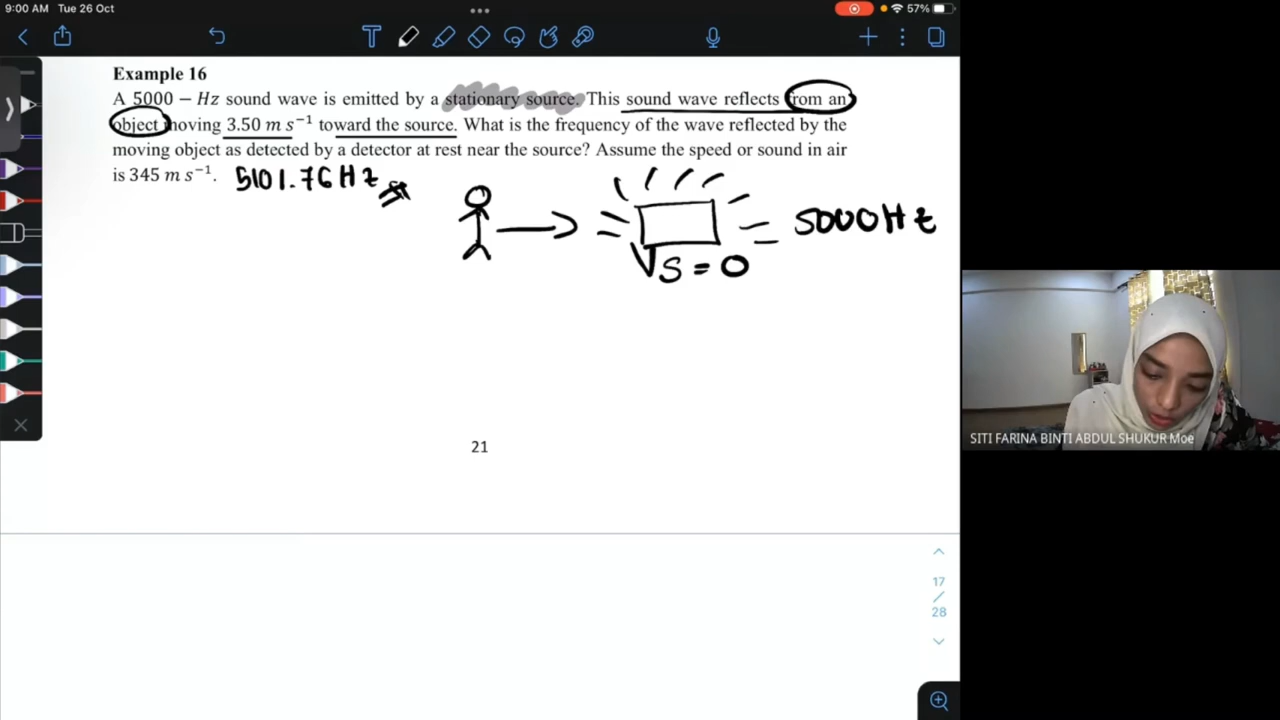 9:00 AM Tue 26 Oct
57%
Example 16
A 5000 − Hz sound wave is emitted by a stationary source. This sound wave reflects from an
object moving 3.50 m s⁻¹ toward the source. What is the frequency of the wave reflected by the
moving object as detected by a detector at rest near the source? Assume the speed or sound in air
is 345 m s⁻¹. 5101.76 Hz
5000 Hz
Vs = 0
21
17
/
28
SITI FARINA BINTI ABDUL SHUKUR Moe